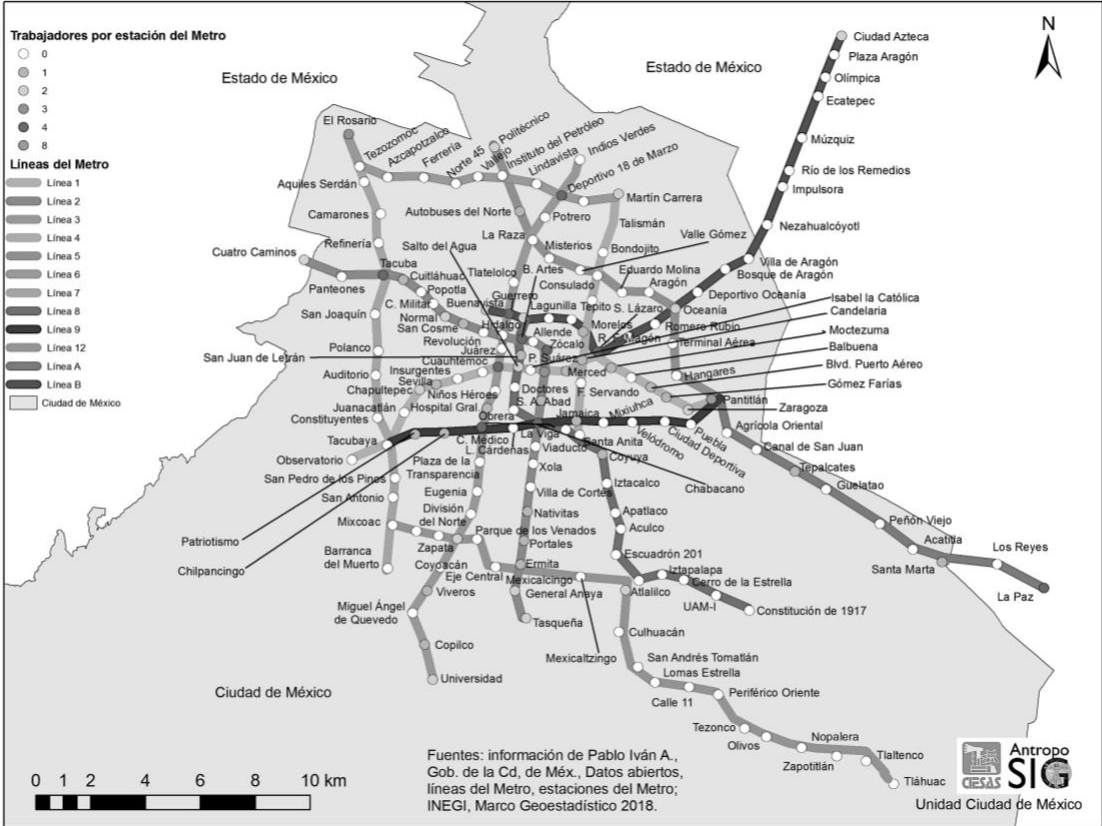 Trabajadores por estación del Metro
0
1
2
3
4
8
Líneas del Metro
Línea 1
Línea 2
Línea 3
Línea 4
Línea 5
Línea 6
Línea 7
Línea 8
Línea 9
Línea 12
Línea A
Línea B
Ciudad de México
Estado de México
Estado de México
N
Ciudad Azteca
Plaza Aragón
Olímpica
Ecatepec
Múzquiz
Río de los Remedios
Impulsora
Nezahualcóyotl
Villa de Aragón
Bosque de Aragón
Deportivo Oceanía
Oceanía
Romero Rubio
R. F. Magón
El Rosario
Tezozomoc
Azcapotzalco
Ferrería
Norte 45
Vallejo
Politécnico
Instituto del Petróleo
Lindavista
Indios Verdes
Deportivo 18 de Marzo
Martín Carrera
Talismán
Bondojito
Valle Gómez
Eduardo Molina
Aragón
Aquiles Serdán
Camarones
Refinería
Autobuses del Norte
Potrero
La Raza
Misterios
Salto del Agua
Cuatro Caminos
Panteones
Tacuba
Cuitláhuac
Popotla
C. Militar
Normal
San Cosme
Revolución
Tlatelolco
B. Artes
Consulado
Buenavista
Guerrero
Lagunilla
Tepito
S. Lázaro
Morelos
Hidalgo
Allende
Zócalo
Terminal Aérea
Hangares
Isabel la Católica
Candelaria
Moctezuma
Balbuena
Blvd. Puerto Aéreo
Gómez Farías
Zaragoza
Pantitlán
San Joaquín
Polanco
Auditorio
Constituyentes
San Juan de Letrán
Juárez
Cuauhtémoc
Insurgentes
Sevilla
Chapultepec
Juanacatlán
Niños Héroes
Hospital Gral.
P. Suárez
Merced
Doctores
S. A. Abad
F. Servando
Obrera
Jamaica
Mixiuhca
Velódromo
Ciudad Deportiva
Puebla
Tacubaya
Observatorio
C. Médico
La Viga
Santa Anita
L. Cárdenas
Viaducto
Coyuya
Chabacano
Agrícola Oriental
Canal de San Juan
Tepalcates
Guelatao
Peñón Viejo
Acatitla
Santa Marta
Los Reyes
La Paz
San Pedro de los Pinos
San Antonio
Mixcoac
Barranca
del Muerto
Patriotismo
Chilpancingo
Plaza de la
Transparencia
Eugenia
División
del Norte
Zapata
Parque de los Venados
Coyoacán
Eje Central
Viveros
Miguel Ángel
de Quevedo
Copilco
Universidad
Xola
Villa de Cortés
Nativitas
Portales
Ermita
Mexicalcingo
General Anaya
Tasqueña
Mexicaltzingo
Iztacalco
Apatlaco
Aculco
Escuadrón 201
Iztapalapa
Cerro de la Estrella
UAM-I
Constitución de 1917
Atlalilco
Culhuacán
San Andrés Tomatlán
Lomas Estrella
Calle 11
Periférico Oriente
Tezonco
Olivos
Nopalera
Zapotitlán
Tlaltenco
Tláhuac
Ciudad de México
0 1 2 4 6 8 10 km
Fuentes: información de Pablo Iván A.,
Gob. de la Cd, de Méx., Datos abiertos,
líneas del Metro, estaciones del Metro;
INEGI, Marco Geoestadístico 2018.
CIESAS
Antropo
SIG
Unidad Ciudad de México